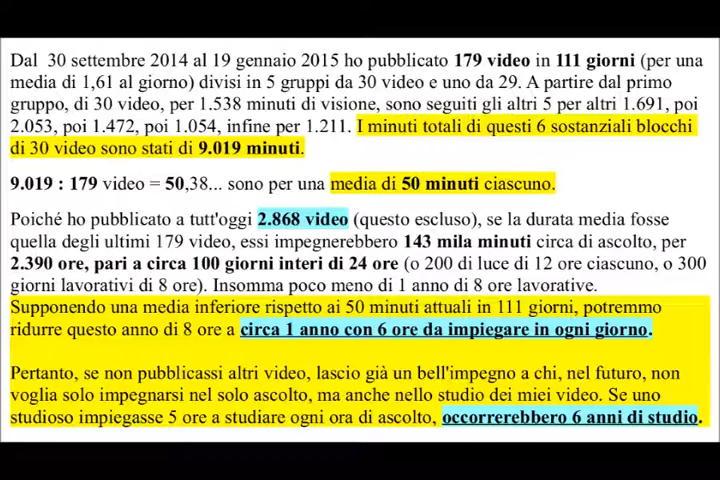 Dal 30 settembre 2014 al 19 gennaio 2015 ho pubblicato 179 video in 111 giorni (per una
media di 1,61 al giorno) divisi in 5 gruppi da 30 video e uno da 29. A partire dal primo
gruppo, di 30 video, per 1.538 minuti di visione, sono seguiti gli altri 5 per altri 1.691, poi
2.053, poi 1.472, poi 1.054, infine per 1.211. I minuti totali di questi 6 sostanziali blocchi
di 30 video sono stati di 9.019 minuti.
9.019 : 179 video = 50,38... sono per una media di 50 minuti ciascuno.
Poiché ho pubblicato a tutt'oggi 2.868 video (questo escluso), se la durata media fosse
quella degli ultimi 179 video, essi impegnerebbero 143 mila minuti circa di ascolto, per
2.390 ore, pari a circa 100 giorni interi di 24 ore (o 200 di luce di 12 ore ciascuno, o 300
giorni lavorativi di 8 ore). Insomma poco meno di 1 anno di 8 ore lavorative.
Supponendo una media inferiore rispetto ai 50 minuti attuali in 111 giorni, potremmo
ridurre questo anno di 8 ore a circa 1 anno con 6 ore da impiegare in ogni giorno.
Pertanto, se non pubblicassi altri video, lascio già un bell'impegno a chi, nel futuro, non
voglia solo impegnarsi nel solo ascolto, ma anche nello studio dei miei video. Se uno
studioso impiegasse 5 ore a studiare ogni ora di ascolto, occorrerebbero 6 anni di studio.